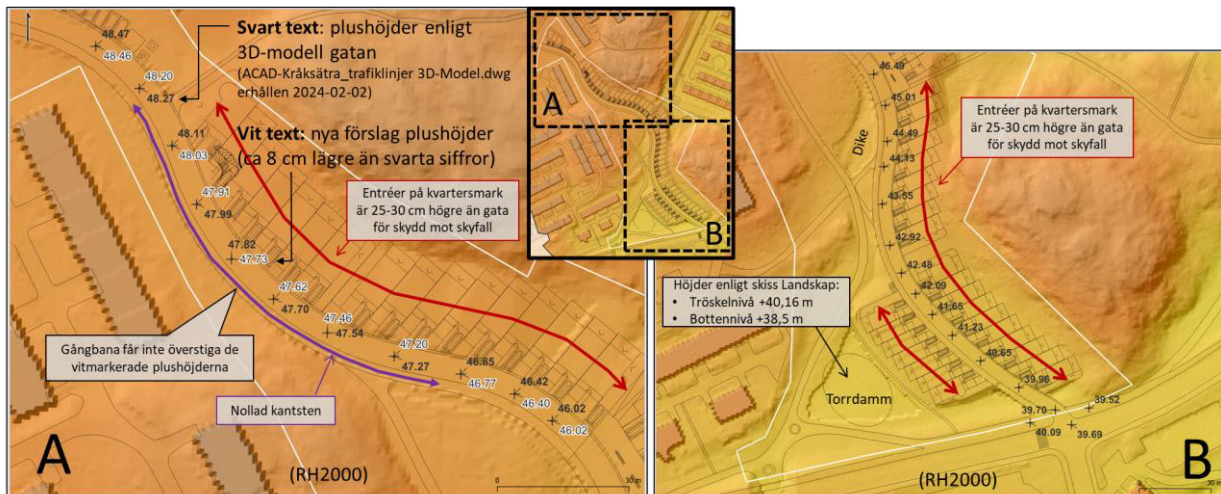 48.47
48.46
48.20
48.27
Svart text: plushöjder enligt
3D-modell gatan
(ACAD-Kråksätra_trafiklinjer 3D-Model.dwg
erhållen 2024-02-02)
Vit text: nya förslag plushöjder
(ca 8 cm lägre än svarta siffror)
48.11
48.03
47.91
47.99
47.82
47.73
47.62
47.70
47.46
47.54
47.20
47.27
46.85
46.77
46.42
46.40
46.02
46.02
Entréer på kvartersmark
är 25-30 cm högre än gata
för skydd mot skyfall
Gångbana får inte överstiga de
vitmarkerade plushöjderna
Nollad kantsten
A
(RH2000)
0
30 m
A
B
46.49
45.01
44.49
44.13
43.55
42.92
42.48
42.09
41.65
41.23
40.65
39.96
39.70
39.52
40.09
39.69
Dike
Entréer på kvartersmark
är 25-30 cm högre än gata
för skydd mot skyfall
Höjder enligt skiss Landskap:
• Tröskelnivå +40,16 m
• Bottennivå +38,5 m
Torrdamm
(RH2000)
B
30 m